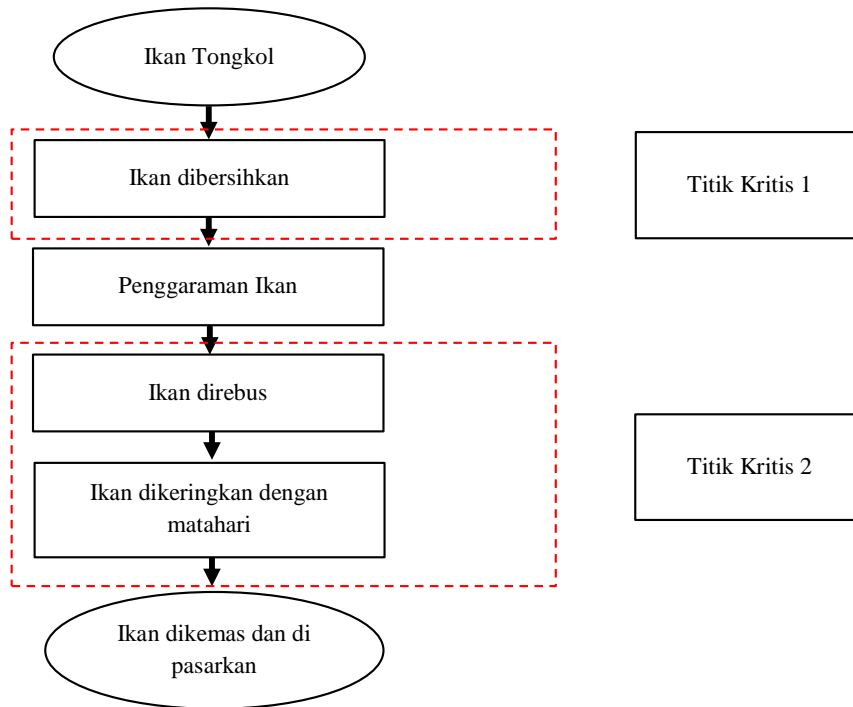 Ikan Tongkol
Ikan dibersihkan
Titik Kritis 1
Penggaraman Ikan
Ikan direbus
Titik Kritis 2
Ikan dikeringkan dengan
matahari
Ikan dikemas dan di
pasarkan